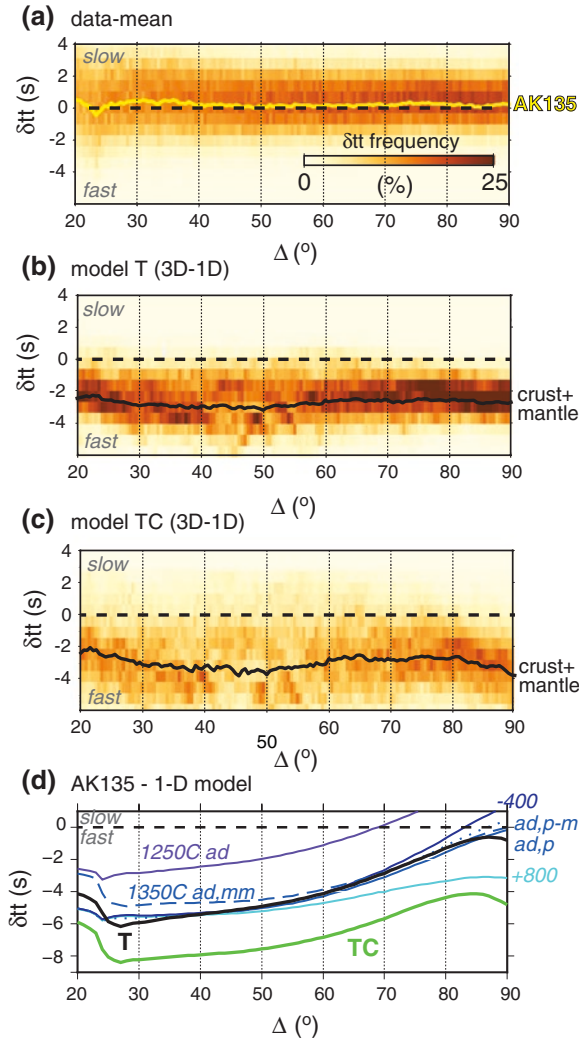 (a) data-mean
slow
AK135
δtt frequency
0 (%) 25
fast
δtt (s)
4
2
0
-2
-4
20 30 40 50 60 70 80 90
Δ (°)
(b) model T (3D-1D)
slow
fast
crust+
mantle
δtt (s)
4
2
0
-2
-4
20 30 40 50 60 70 80 90
Δ (°)
(c) model TC (3D-1D)
slow
fast
crust+
mantle
δtt (s)
4
2
0
-2
-4
20 30 40 50 60 70 80 90
Δ (°)
(d) AK135 - 1-D model
slow
fast
-400
ad,p-m
ad,p
+800
1250C ad
1350C ad,mm
T
TC
δtt (s)
0
-2
-4
-6
-8
20 30 40 50 60 70 80 90
Δ (°)